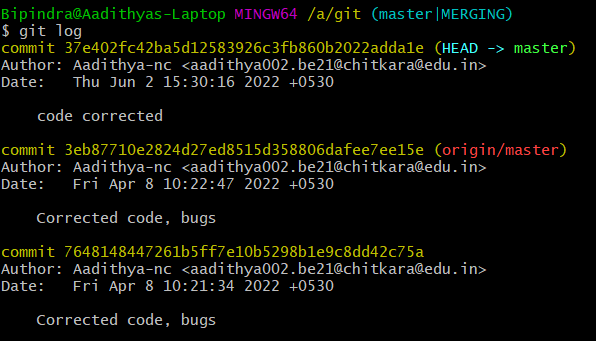 Bipindra@Aadithyas-Laptop MINGW64 /a/git (master|MERGING)
$ git log
commit 37e402fc42ba5d12583926c3fb860b2022adda1e (HEAD -> master)
Author: Aadithya-nc <aadithya002.be21@chitkara@edu.in>
Date:   Thu Jun 2 15:30:16 2022 +0530
    code corrected
commit 3eb87710e2824d27ed8515d358806dafee7ee15e (origin/master)
Author: Aadithya-nc <aadithya002.be21@chitkara@edu.in>
Date:   Fri Apr 8 10:22:47 2022 +0530
    Corrected code, bugs
commit 7648148447261b5ff7e10b5298b1e9c8dd42c75a
Author: Aadithya-nc <aadithya002.be21@chitkara@edu.in>
Date:   Fri Apr 8 10:21:34 2022 +0530
    Corrected code, bugs